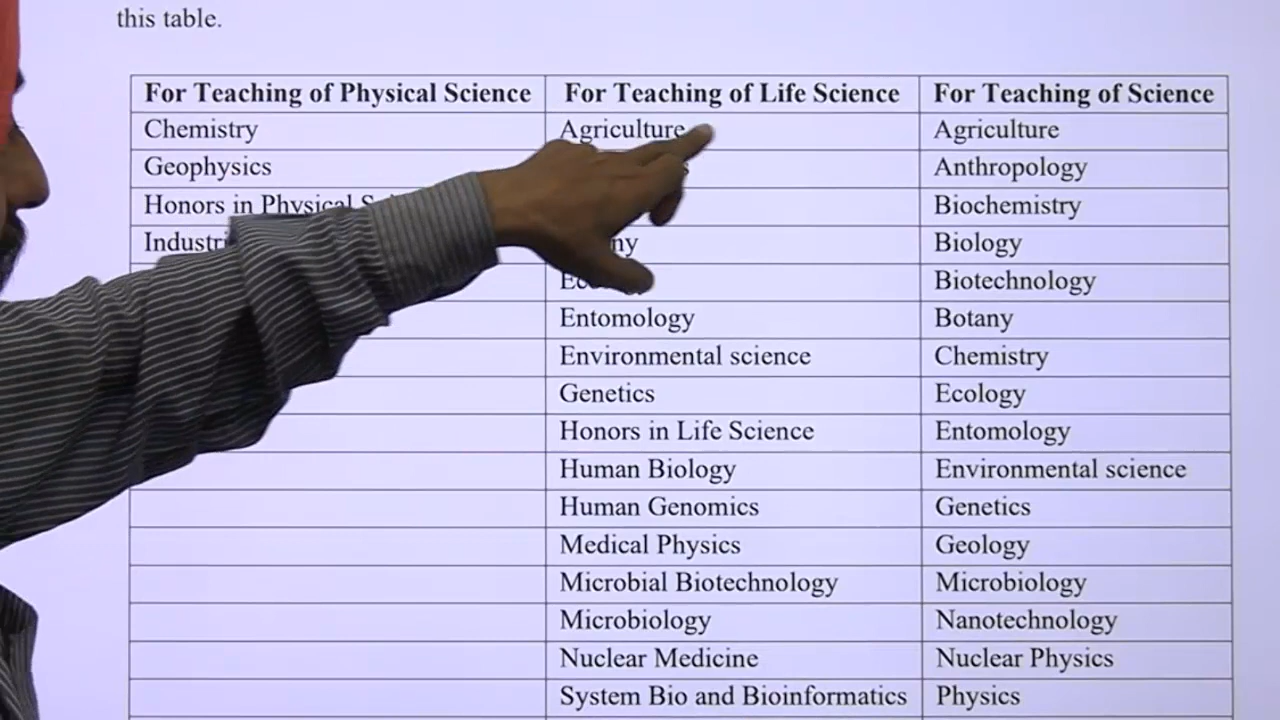 this table.
For Teaching of Physical Science For Teaching of Life Science For Teaching of Science
Chemistry Agriculture Agriculture
Geophysics Anthropology
Honors in Physical Biochemistry
Biology
Biotechnology
Entomology Botany
Environmental science Chemistry
Genetics Ecology
Honors in Life Science Entomology
Human Biology Environmental science
Human Genomics Genetics
Medical Physics Geology
Microbial Biotechnology Microbiology
Microbiology Nanotechnology
Nuclear Medicine Nuclear Physics
System Bio and Bioinformatics Physics